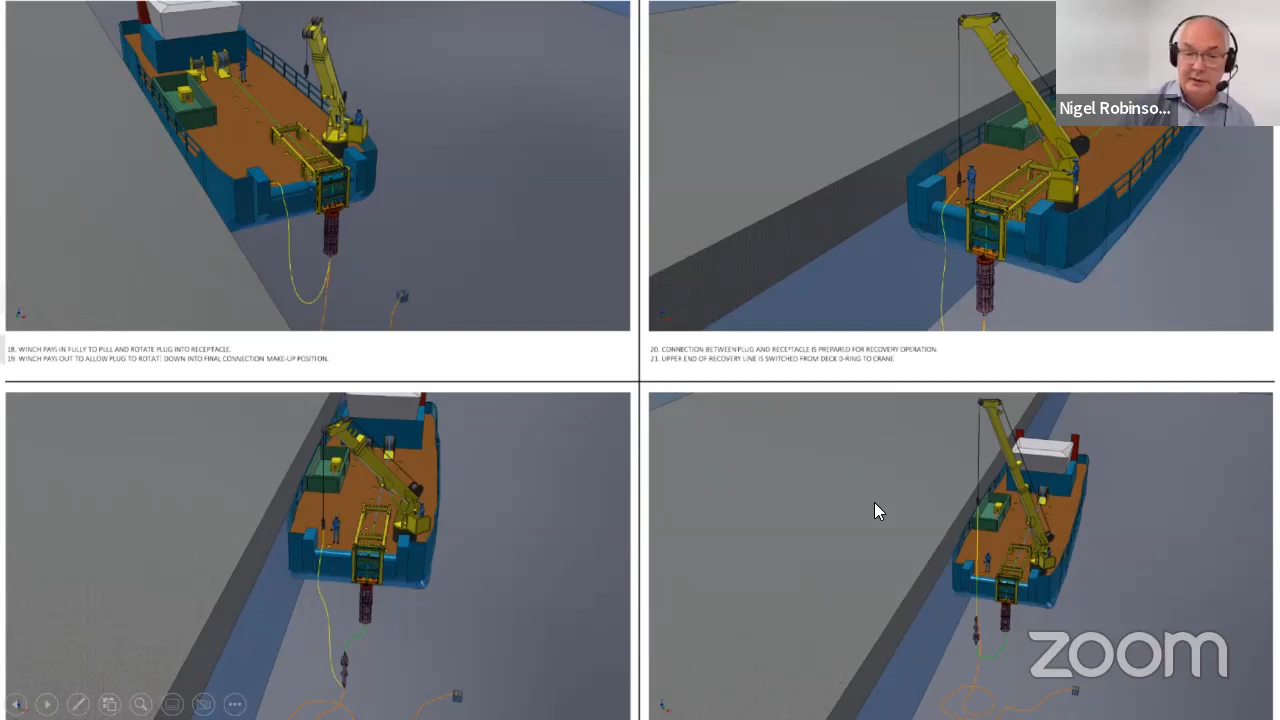 Nigel Robinso...
18. WINCH PAYS IN FULLY TO PULL AND ROTATE PLUG INTO RECEPTACLE.
19. WINCH PAYS OUT TO ALLOW PLUG TO ROTATE DOWN INTO FINAL CONNECTION MAKE-UP POSITION.
20. CONNECTION BETWEEN PLUG AND RECEPTACLE IS PREPARED FOR RECOVERY OPERATION.
21. UPPER END OF RECOVERY LINE IS SWITCHED FROM DECK D-RING TO CRANE
zoom